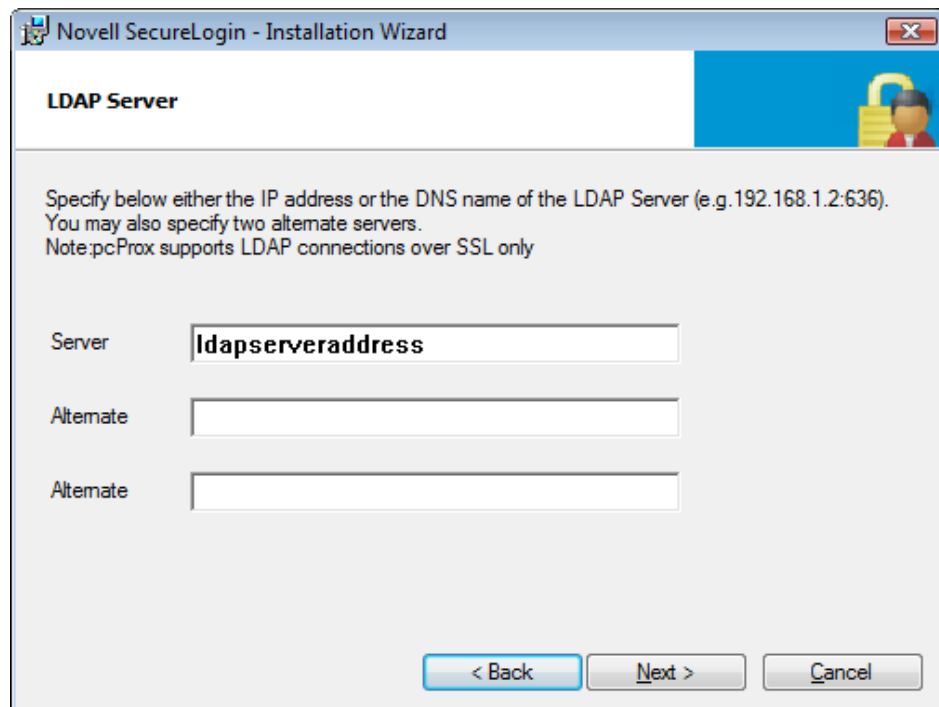 Novell SecureLogin - Installation Wizard
LDAP Server
Specify below either the IP address or the DNS name of the LDAP Server (e.g.192.168.1.2:636).
You may also specify two alternate servers.
Note:pcProx supports LDAP connections over SSL only
Server
ldapserveraddress
Alternate
Alternate
< Back
Next >
Cancel